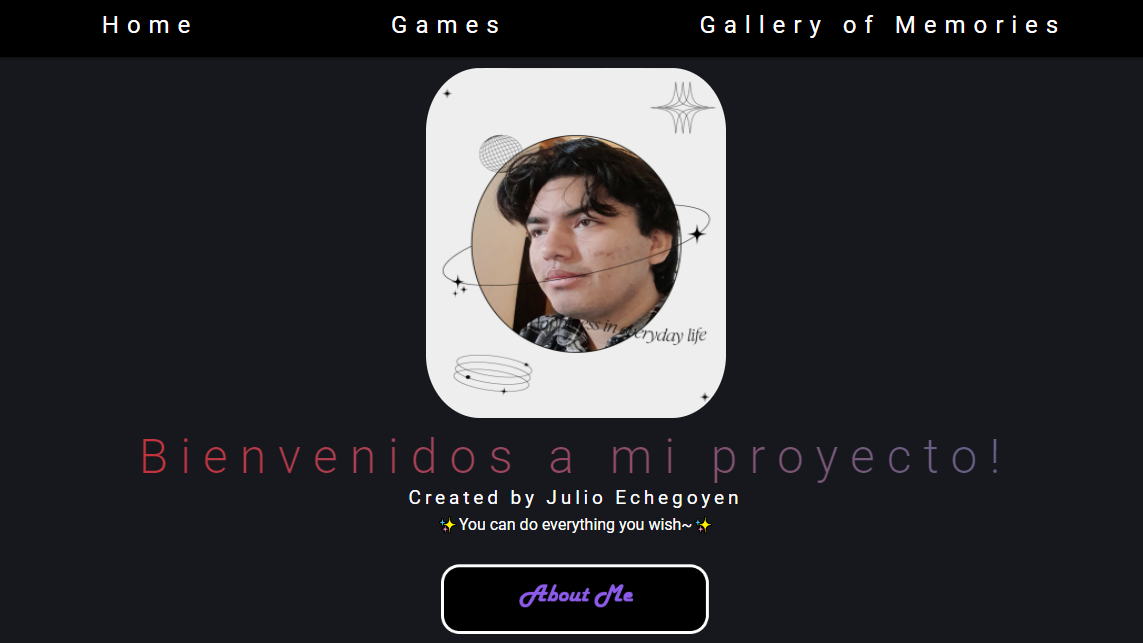 Home Games Gallery of Memories
in everyday life
Bienvenidos a mi proyecto!
Created by Julio Echegoyen
✨You can do everything you wish~✨
About Me